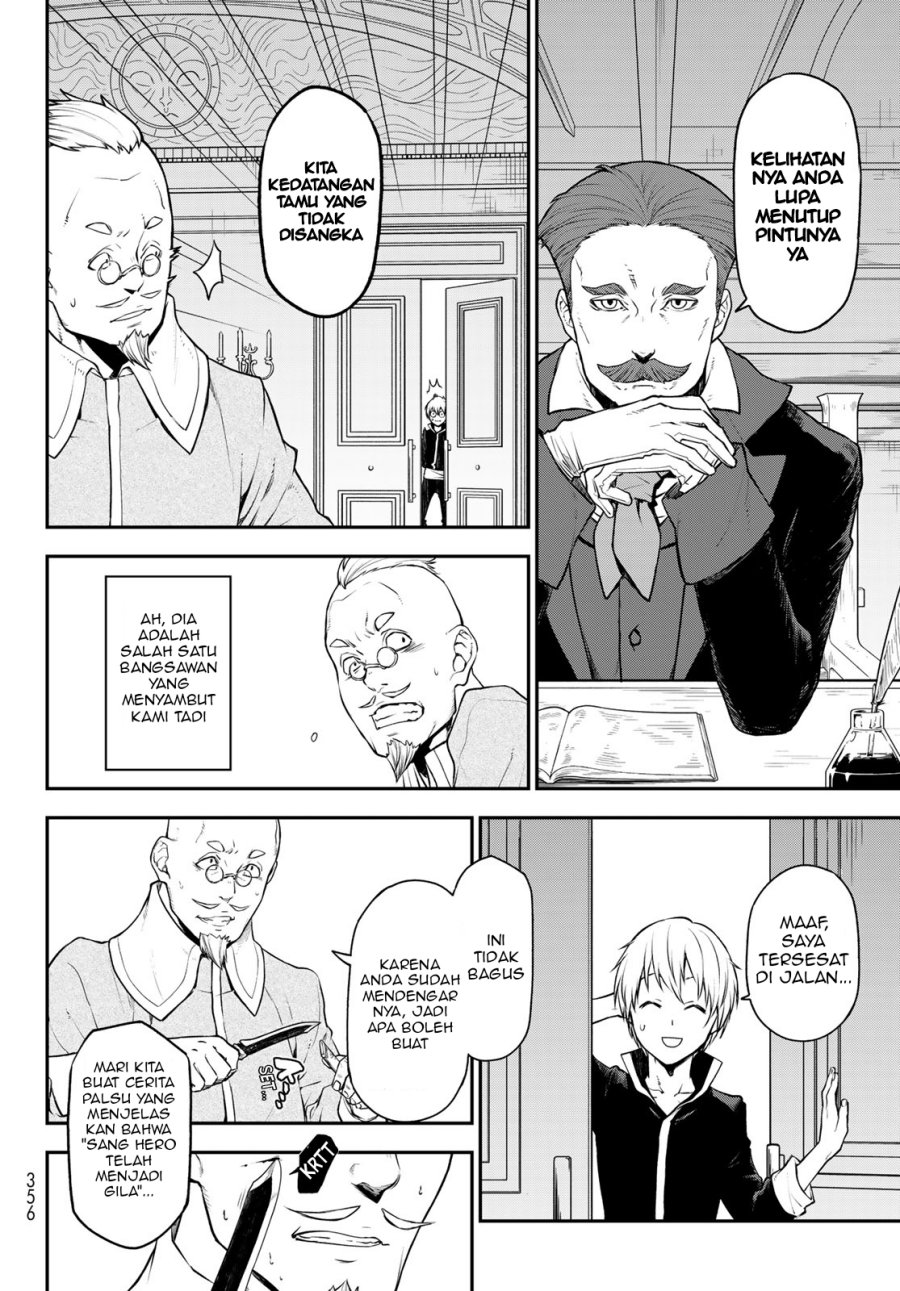 KELIHATAN
NYA ANDA
LUPA
MENUTUP
PINTUNYA
YA
KITA
KEDATANGAN
TAMU YANG
TIDAK
DISANGKA
AH, DIA
ADALAH
SALAH SATU
BANGSAWAN
YANG
MENYAMBUT
KAMI TADI
MAAF,
SAYA
TERSESAT
DI JALAN...
INI
TIDAK
BAGUS
KARENA
ANDA SUDAH
MENDENGAR
NYA, JADI
APA BOLEH
BUAT
SET...
MARI KITA
BUAT CERITA
PALSU YANG
MENJELAS
KAN BAHWA
"SANG HERO
TELAH
MENJADI
GILA"...
KRTT
356